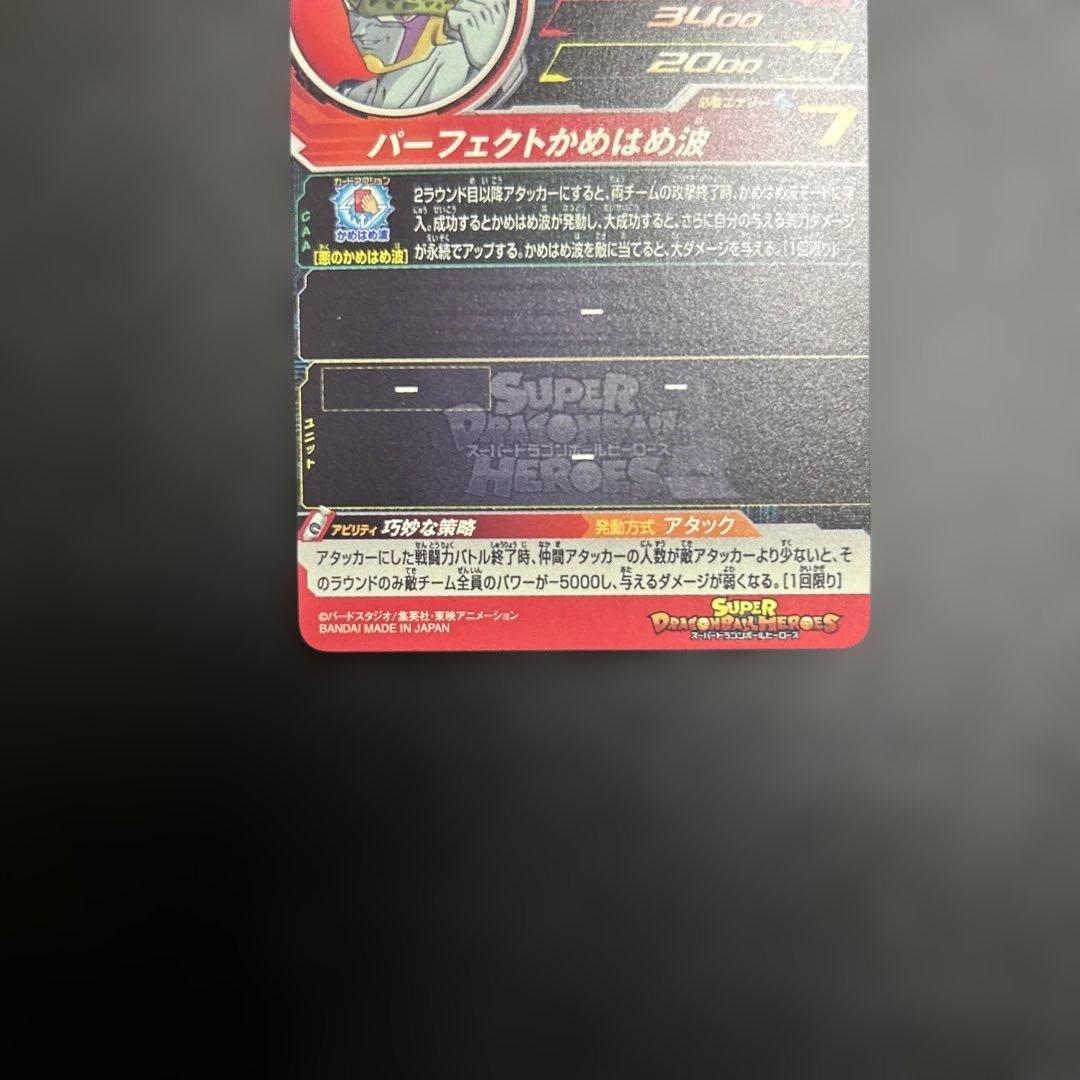 3400
2000
必要エナジー 7
パーフェクトかめはめ波
CAA
カードアクション
かめはめ波
[悪のかめはめ波]
2ラウンド目以降アタッカーにすると、両チームの攻撃終了時、かめはめ波モードに突
入。成功するとかめはめ波が発動し、大成功すると、さらに自分の与える気力ダメージ
が永続でアップする。かめはめ波を敵に当てると、大ダメージを与える。[1回限り]
ー
ー ー
ー
ユニット
SUPER
DRAGONBALL
スーパードラゴンボールヒーローズ
HEROES
アビリティ 巧妙な策略 発動方式 アタック
アタッカーにした戦闘力バトル終了時、仲間アタッカーの人数が敵アタッカーより少ないと、そ
のラウンドのみ敵チーム全員のパワーが-5000し、与えるダメージが弱くなる。[1回限り]
©バードスタジオ/集英社・東映アニメーション
BANDAI MADE IN JAPAN
SUPER
DRAGONBALL HEROES
スーパードラゴンボールヒーローズ